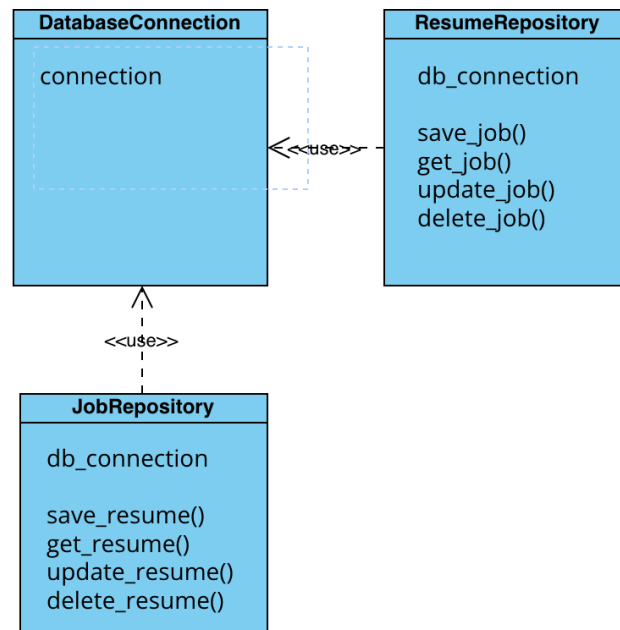 DatabaseConnection
connection
<<use>>
ResumeRepository
db_connection
save_job()
get_job()
update_job()
delete_job()
<<use>>
JobRepository
db_connection
save_resume()
get_resume()
update_resume()
delete_resume()